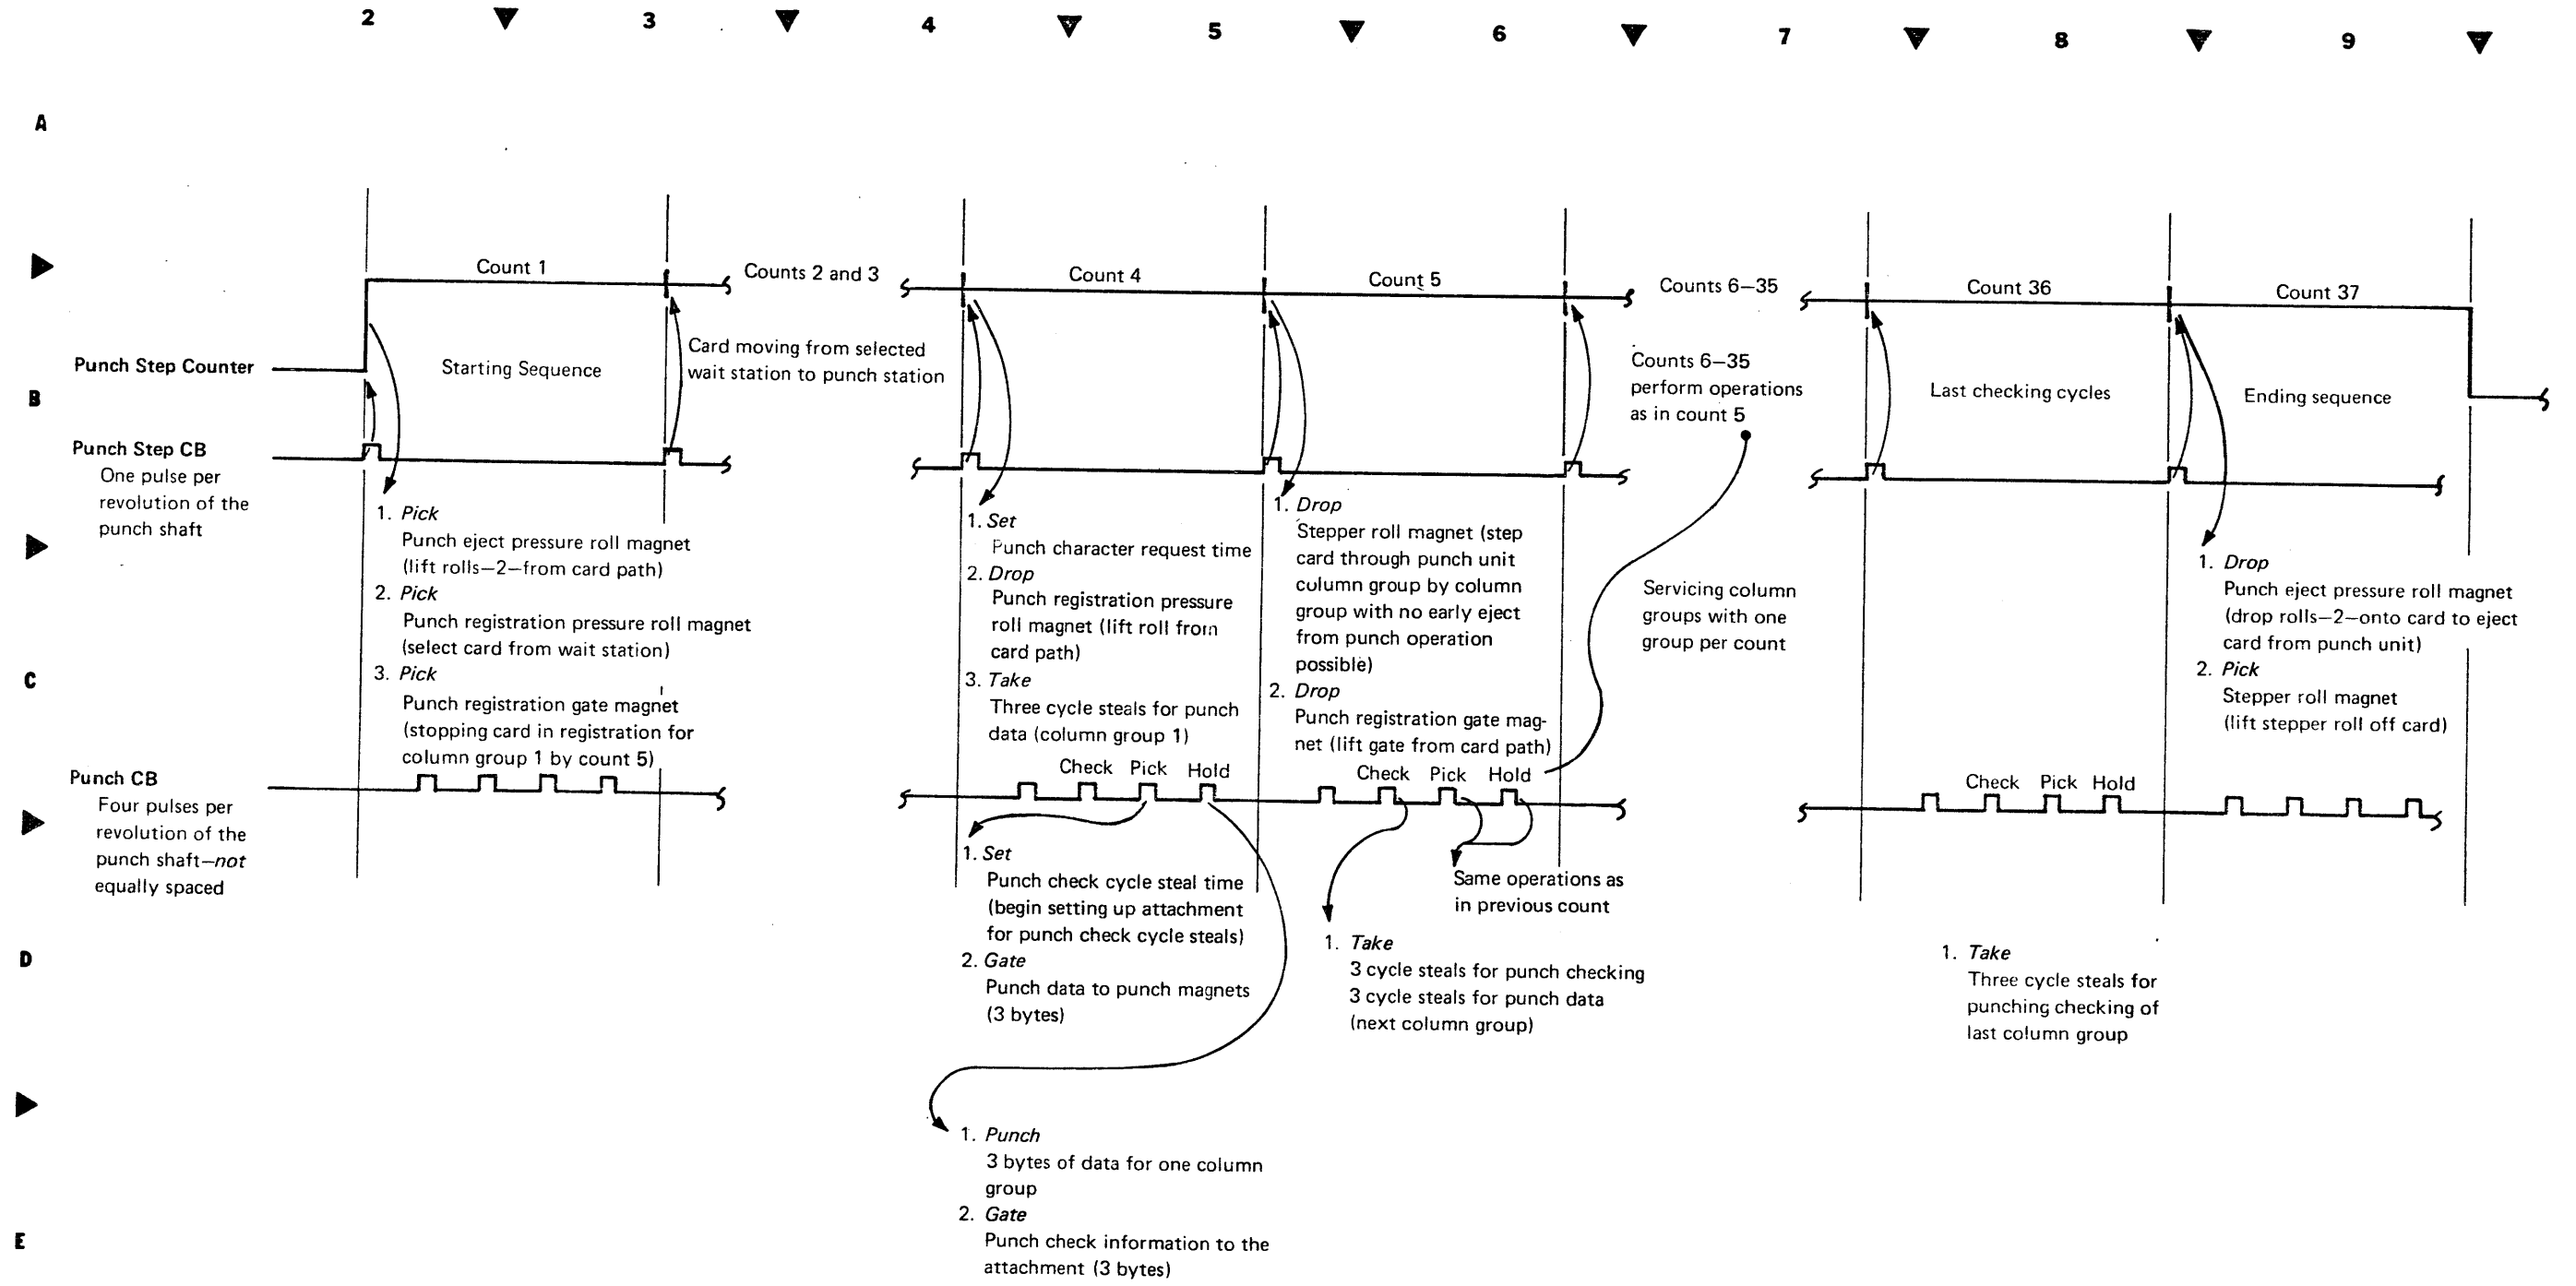 2 3 4 5 6 7 8 9
A
Count 1
Counts 2 and 3
Count 4
Count 5
Counts 6–35
Count 36
Count 37
Punch Step Counter
Starting Sequence
Card moving from selected
wait station to punch station
Counts 6–35
perform operations
as in count 5
Last checking cycles
Ending sequence
B
Punch Step CB
One pulse per
revolution of the
punch shaft
1. Pick
Punch eject pressure roll magnet
(lift rolls–2–from card path)
2. Pick
Punch registration pressure roll magnet
(select card from wait station)
3. Pick
Punch registration gate magnet
(stopping card in registration for
column group 1 by count 5)
1. Set
Punch character request time
2. Drop
Punch registration pressure
roll magnet (lift roll from
card path)
3. Take
Three cycle steals for punch
data (column group 1)
1. Drop
Stepper roll magnet (step
card through punch unit
column group by column
group with no early eject
from punch operation
possible)
2. Drop
Punch registration gate mag-
net (lift gate from card path)
Servicing column
groups with one
group per count
1. Drop
Punch eject pressure roll magnet
(drop rolls–2–onto card to eject
card from punch unit)
2. Pick
Stepper roll magnet
(lift stepper roll off card)
C
Punch CB
Four pulses per
revolution of the
punch shaft–not
equally spaced
Check Pick Hold
Check Pick Hold
Check Pick Hold
1. Set
Punch check cycle steal time
(begin setting up attachment
for punch check cycle steals)
2. Gate
Punch data to punch magnets
(3 bytes)
Same operations as
in previous count
1. Take
3 cycle steals for punch checking
3 cycle steals for punch data
(next column group)
1. Take
Three cycle steals for
punching checking of
last column group
D
1. Punch
3 bytes of data for one column
group
2. Gate
Punch check information to the
attachment (3 bytes)
E